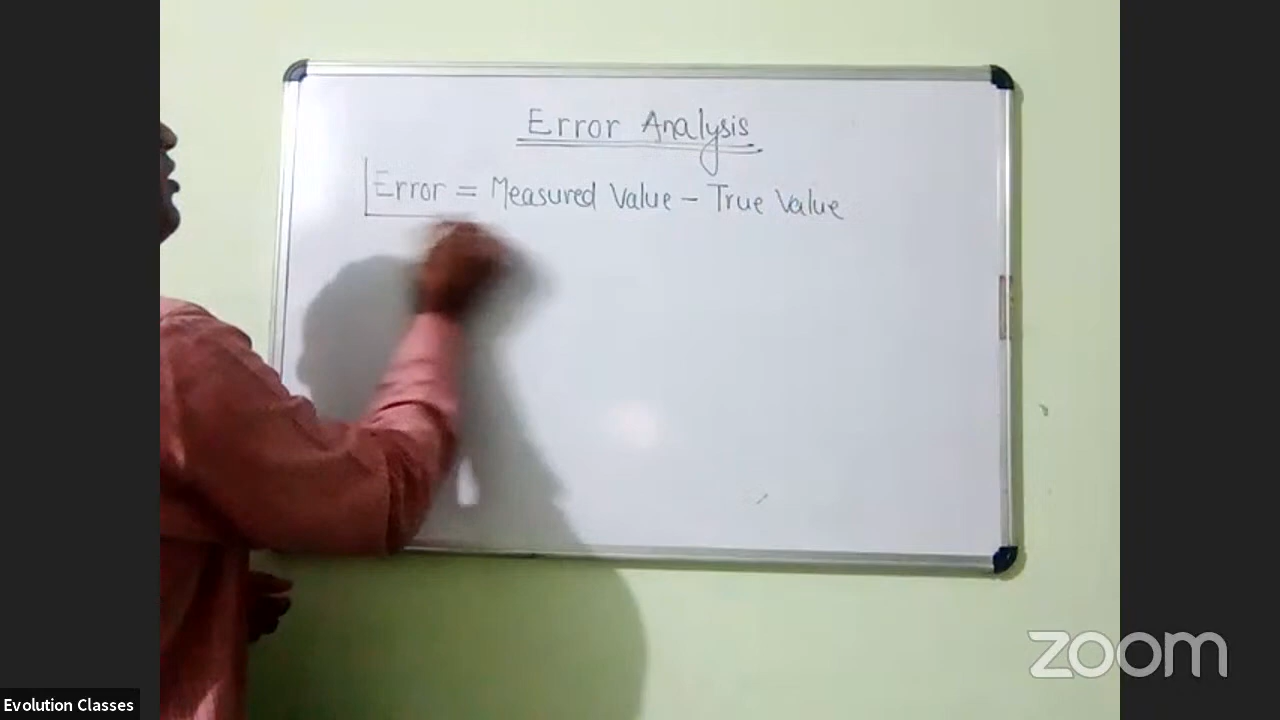 Error Analysis
Error = Measured Value - True Value
zoom
Evolution Classes